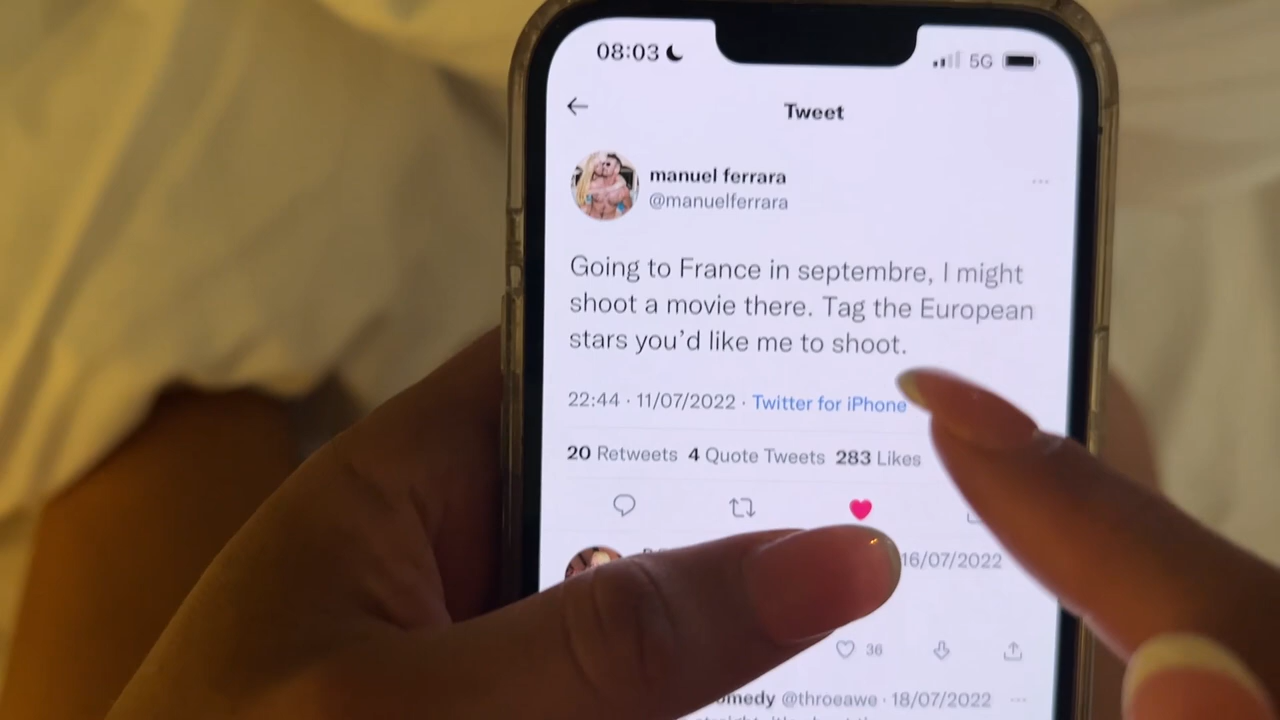 08:03
5G
Tweet
manuel ferrara
@manuelferrara
Going to France in septembre, I might
shoot a movie there. Tag the European
stars you'd like me to shoot.
22:44 · 11/07/2022 · Twitter for iPhone
20 Retweets 4 Quote Tweets 283 Likes
16/07/2022
36
@throeawe · 18/07/2022